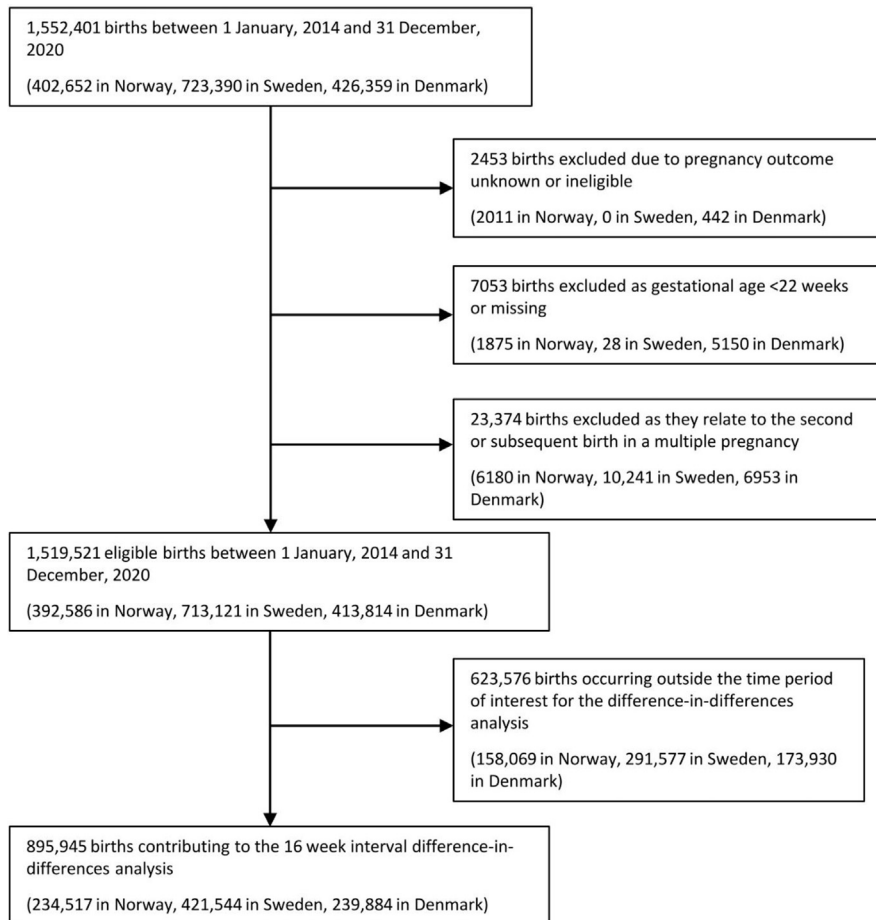 1,552,401 births between 1 January, 2014 and 31 December,
2020
(402,652 in Norway, 723,390 in Sweden, 426,359 in Denmark)
2453 births excluded due to pregnancy outcome
unknown or ineligible
(2011 in Norway, 0 in Sweden, 442 in Denmark)
7053 births excluded as gestational age <22 weeks
or missing
(1875 in Norway, 28 in Sweden, 5150 in Denmark)
23,374 births excluded as they relate to the second
or subsequent birth in a multiple pregnancy
(6180 in Norway, 10,241 in Sweden, 6953 in
Denmark)
1,519,521 eligible births between 1 January, 2014 and 31
December, 2020
(392,586 in Norway, 713,121 in Sweden, 413,814 in Denmark)
623,576 births occurring outside the time period
of interest for the difference-in-differences
analysis
(158,069 in Norway, 291,577 in Sweden, 173,930
in Denmark)
895,945 births contributing to the 16 week interval difference-in-
differences analysis
(234,517 in Norway, 421,544 in Sweden, 239,884 in Denmark)